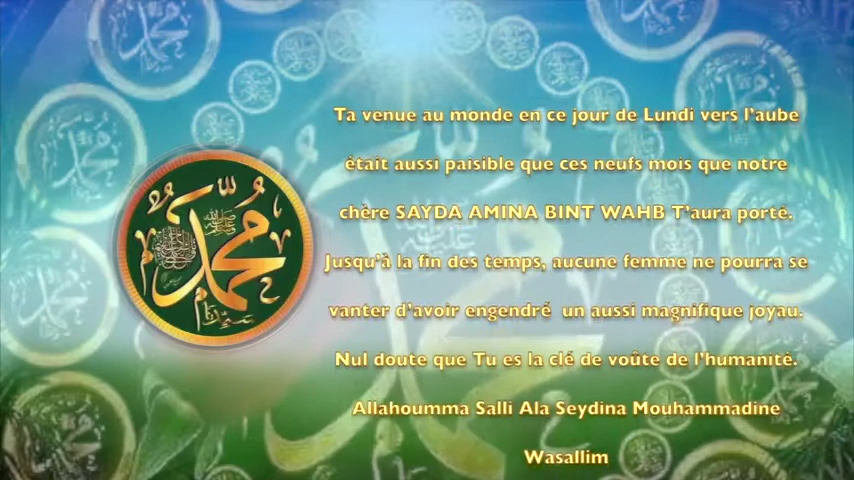 محمد
Ta venue au monde en ce jour de Lundi vers l'aube
était aussi paisible que ces neufs mois que notre
chère SAYDA AMINA BINT WAHB T'aura porté.
Jusqu'à la fin des temps, aucune femme ne pourra se
vanter d'avoir engendré un aussi magnifique joyau.
Nul doute que Tu es la clé de voûte de l'humanité.
Allahoumma Salli Ala Seydina Mouhammadine
Wasallim